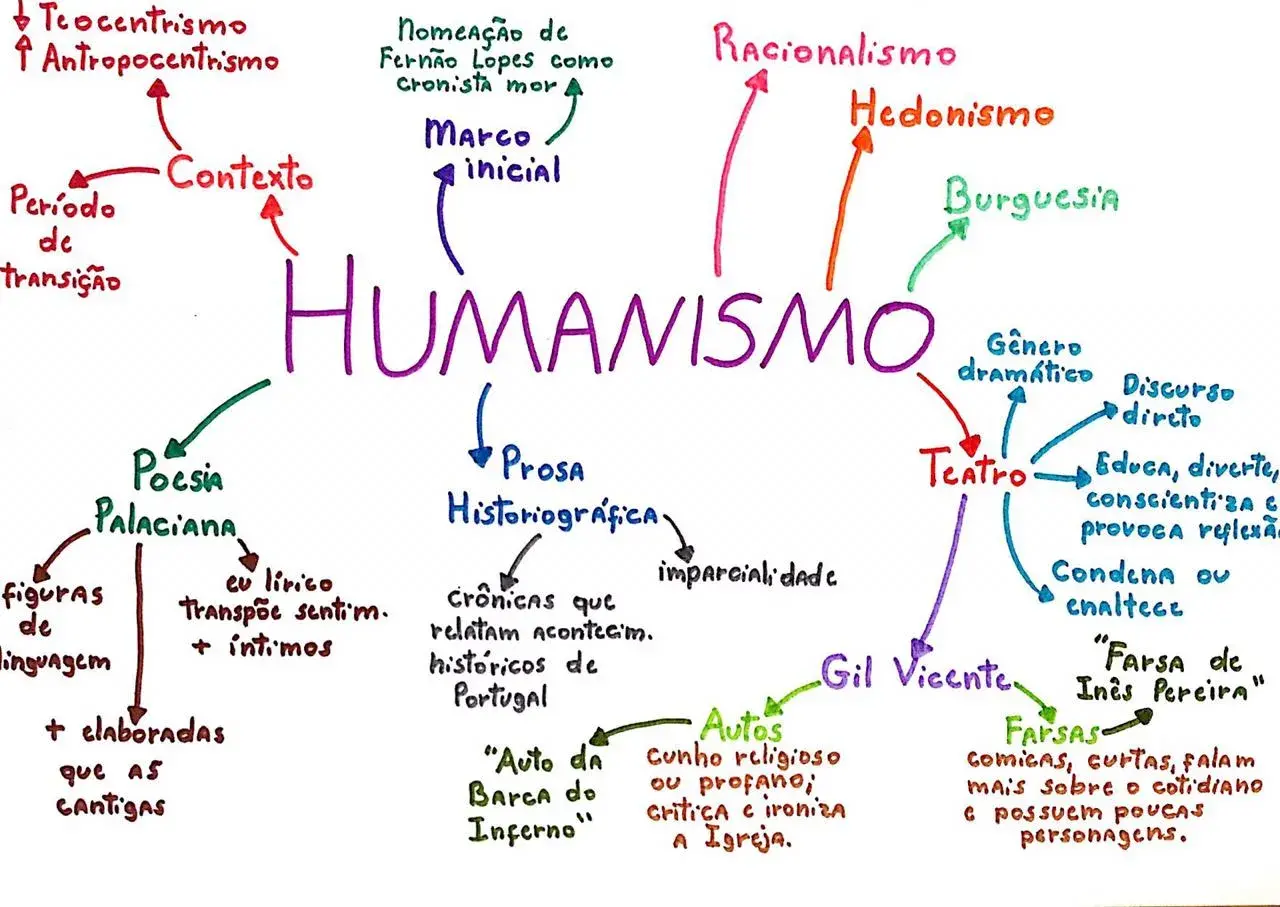 ↓ Teocentrismo
↑ Antropocentrismo
Contexto
Período
de
transição
Nomeação de
Fernão Lopes como
cronista mor
Marco
inicial
Racionalismo
Hedonismo
Burguesia
HUMANISMO
Poesia
Palaciana
figuras
de
linguagem
+ elaboradas
que as
cantigas
eu lírico
transpõe sentim.
+ íntimos
Prosa
Historiográfica
crônicas que
relatam acontecim.
históricos de
Portugal
imparcialidade
Teatro
Gênero
dramático
Discurso
direto
Educa, diverte,
conscientiza e
provoca reflexão
Condena ou
enaltece
Gil Vicente
Autos
cunho religioso
ou profano;
critica e ironiza
a Igreja.
"Auto da
Barca do
Inferno"
Farsas
comicas, curtas, falam
mais sobre o cotidiano
e possuem poucas
personagens.
"Farsa de
Inês Pereira"